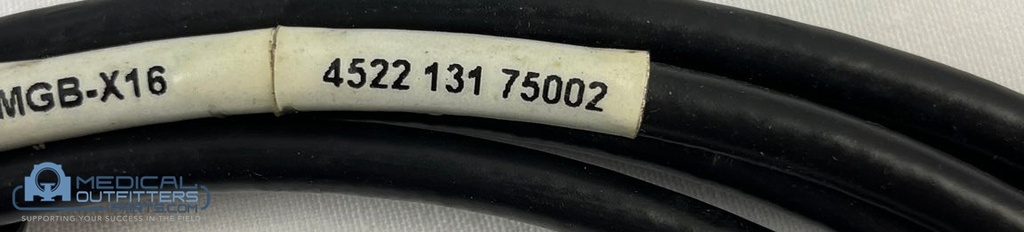 MGB-X16
4522 131 75002
MEDICAL
OUTFITTERS
SUPPORTING YOUR SUCCESS IN THE FIELD